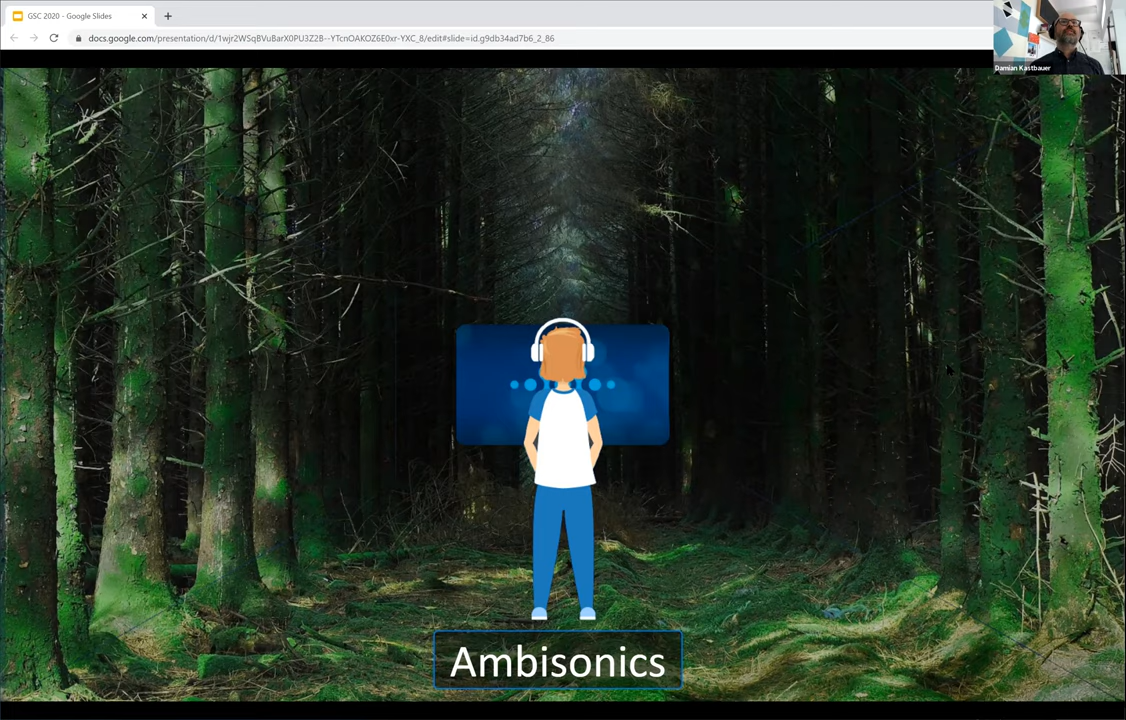 GSC 2020 - Google Slides
docs.google.com/presentation/d/1wjr2WSqBVuBarX0PU3Z2B--YTcnOAKOZ6E0xr-YXC_8/edit#slide=id.g9db34ad7b6_2_86
Damian Kastbauer
Ambisonics